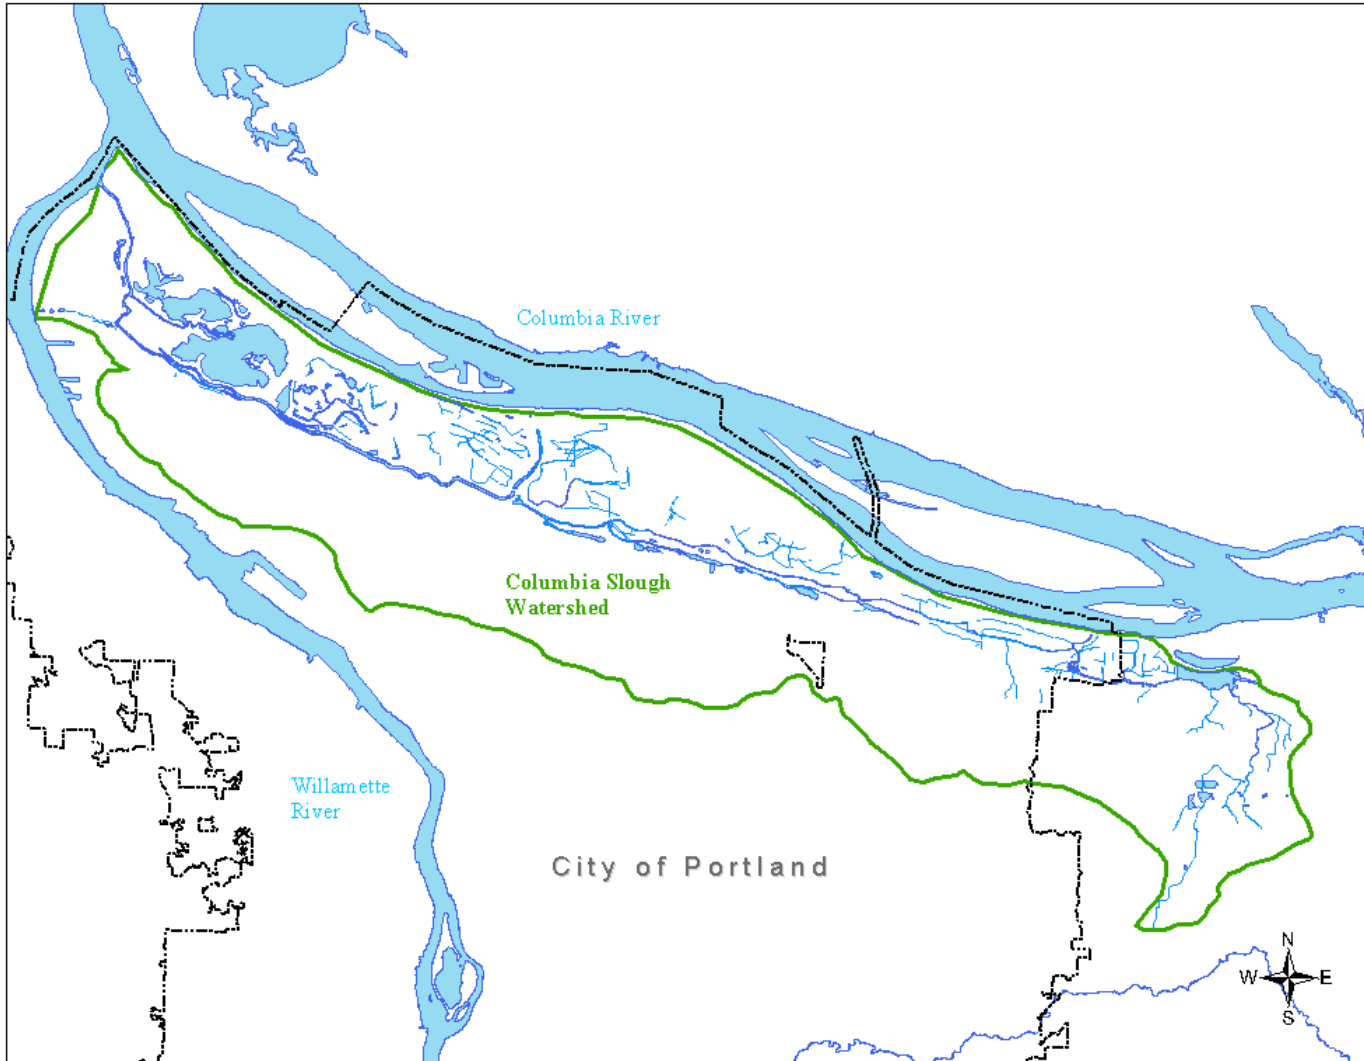 Columbia River
Columbia Slough
Watershed
Willamette
River
City of Portland
N
W E
S